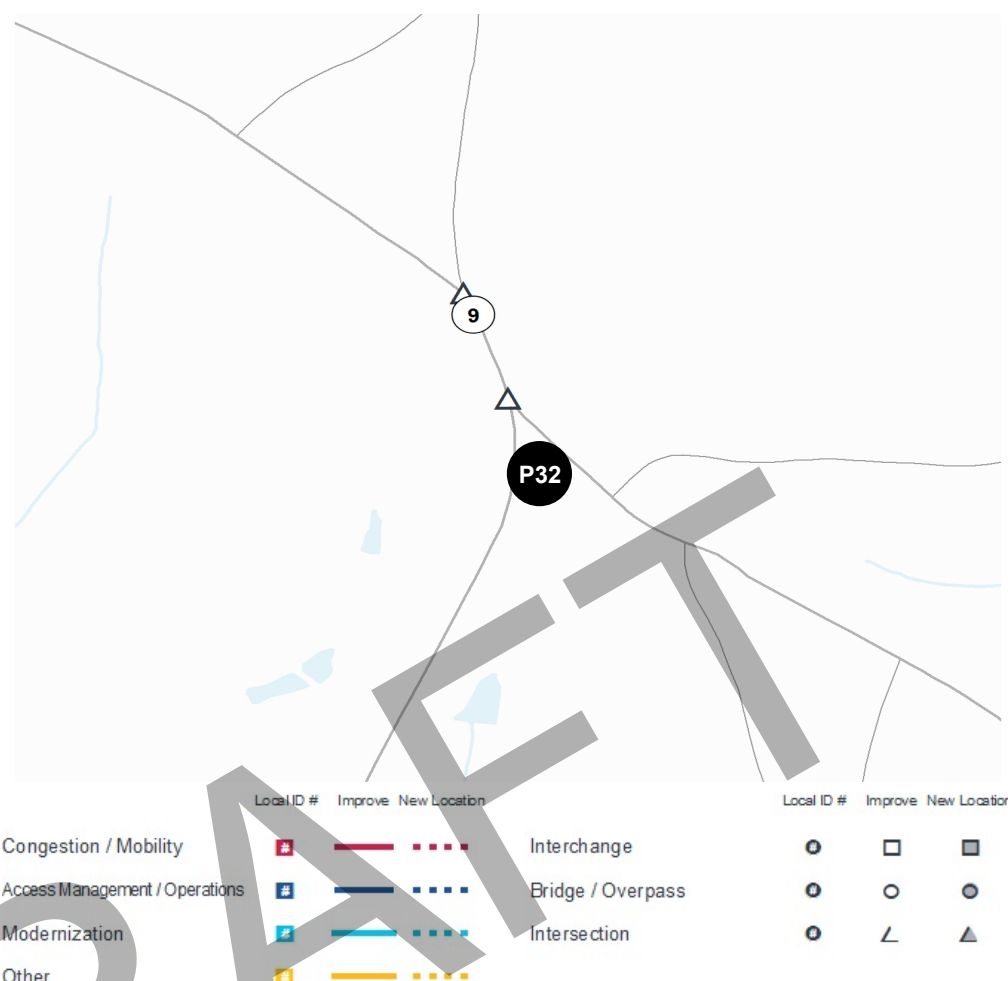 9
P32
DRAFT
Local ID # Improve New Location Local ID # Improve New Location
Congestion / Mobility # Interchange #
Access Management / Operations # Bridge / Overpass #
Modernization # Intersection #
Other #